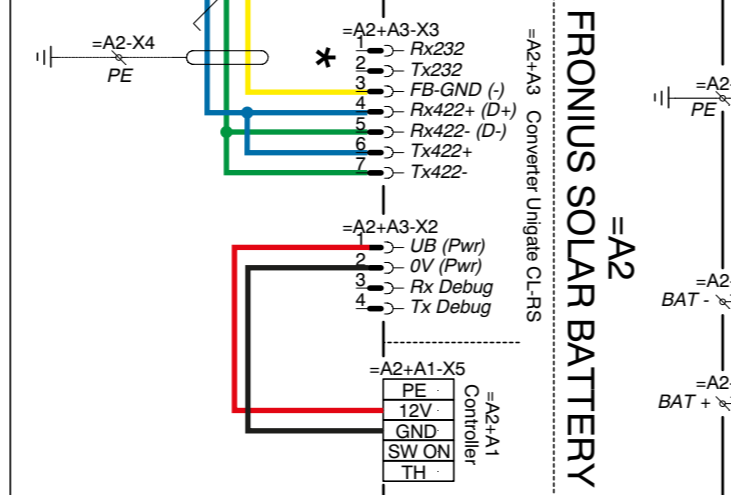 =A2-X4
PE
*
=A2+A3-X3
1 Rx232
2 Tx232
3 FB-GND (-)
4 Rx422+ (D+)
5 Rx422- (D-)
6 Tx422+
7 Tx422-
=A2+A3-X2
1 UB (Pwr)
2 0V (Pwr)
3 Rx Debug
4 Tx Debug
=A2+A1-X5
PE
12V
GND
SW ON
TH
=A2+A1
Controller
=A2+A3 Converter Unigate CL-RS
=A2
FRONIUS SOLAR BATTERY
=A2-
PE
=A2-
BAT -
=A2-
BAT +